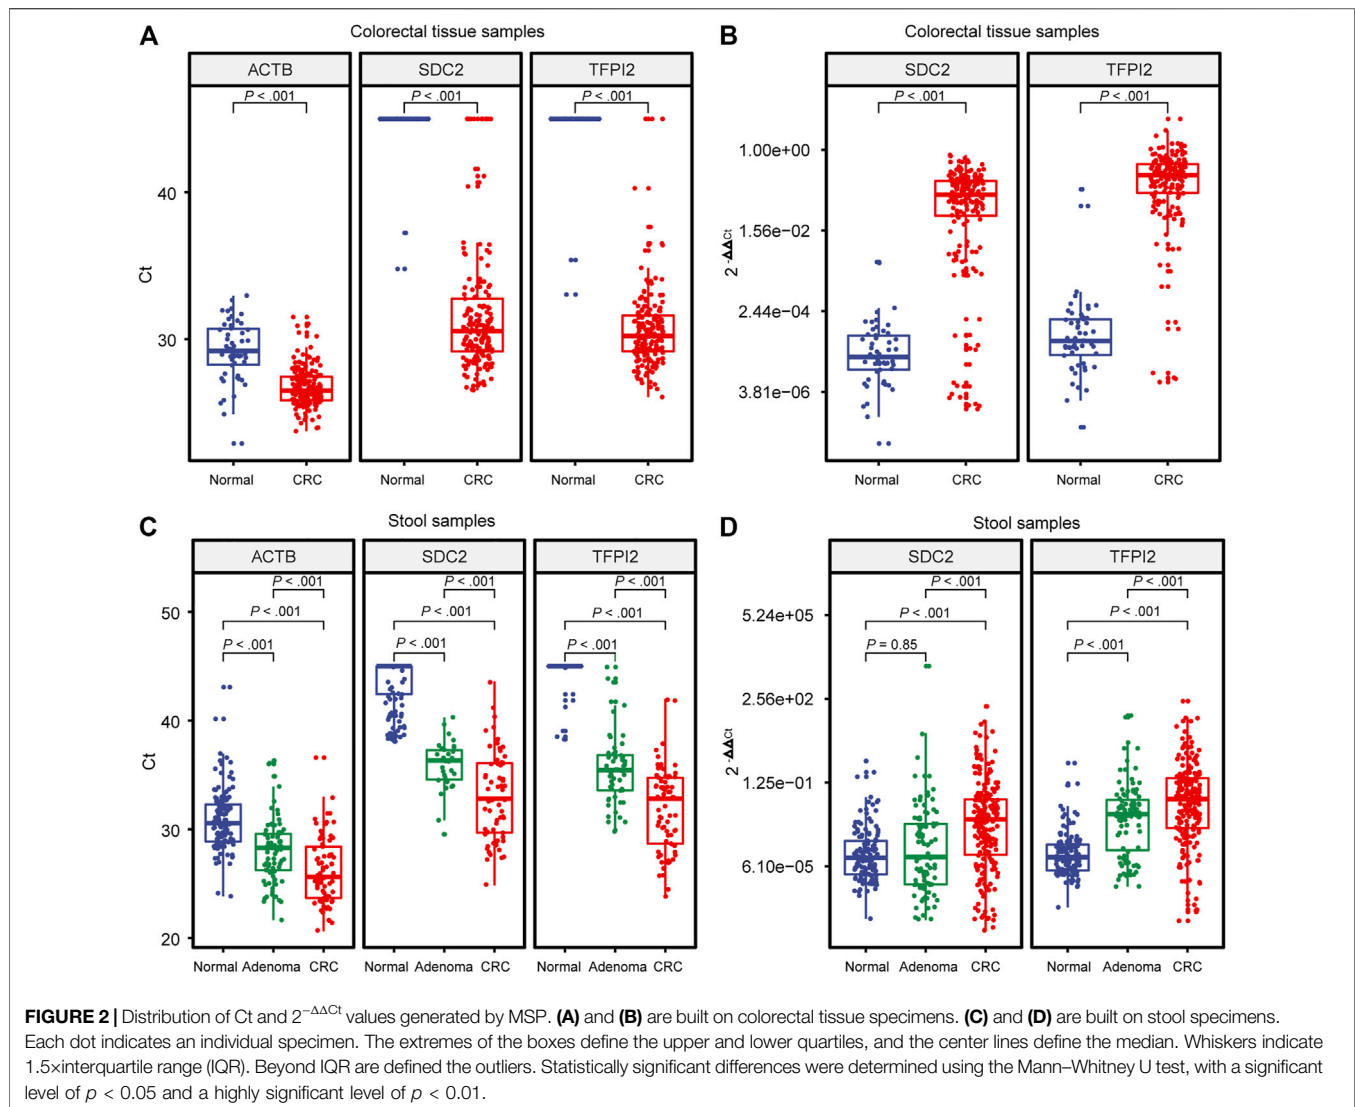 A
Colorectal tissue samples
ACTB
SDC2
TFPI2
P < .001
P < .001
P < .001
Ct
40
30
Normal
CRC
Normal
CRC
Normal
CRC
B
Colorectal tissue samples
SDC2
TFPI2
P < .001
P < .001
2^-ΔΔCt
1.00e+00
1.56e−02
2.44e−04
3.81e−06
Normal
CRC
Normal
CRC
C
Stool samples
ACTB
SDC2
TFPI2
P < .001
P < .001
P < .001
P < .001
P < .001
P < .001
P < .001
P < .001
P < .001
Ct
50
40
30
20
Normal Adenoma CRC
Normal Adenoma CRC
Normal Adenoma CRC
D
Stool samples
SDC2
TFPI2
P < .001
P < .001
P < .001
P < .001
P = 0.85
P < .001
2^-ΔΔCt
5.24e+05
2.56e+02
1.25e−01
6.10e−05
Normal Adenoma CRC
Normal Adenoma CRC
FIGURE 2 | Distribution of Ct and 2^−ΔΔCt values generated by MSP. (A) and (B) are built on colorectal tissue specimens. (C) and (D) are built on stool specimens.
Each dot indicates an individual specimen. The extremes of the boxes define the upper and lower quartiles, and the center lines define the median. Whiskers indicate
1.5×interquartile range (IQR). Beyond IQR are defined the outliers. Statistically significant differences were determined using the Mann–Whitney U test, with a significant
level of p < 0.05 and a highly significant level of p < 0.01.